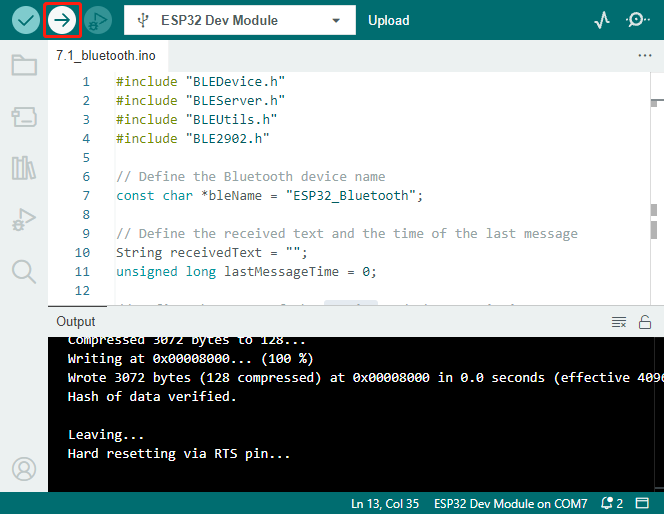 ESP32 Dev Module
Upload
7.1_bluetooth.ino
1 #include "BLEDevice.h"
2 #include "BLEServer.h"
3 #include "BLEUtils.h"
4 #include "BLE2902.h"
5
6 // Define the Bluetooth device name
7 const char *bleName = "ESP32_Bluetooth";
8
9 // Define the received text and the time of the last message
10 String receivedText = "";
11 unsigned long lastMessageTime = 0;
12
Output
Compressed 3072 bytes to 128...
Writing at 0x00008000... (100 %)
Wrote 3072 bytes (128 compressed) at 0x00008000 in 0.0 seconds (effective 4096
Hash of data verified.
Leaving...
Hard resetting via RTS pin...
Ln 13, Col 35 ESP32 Dev Module on COM7 2